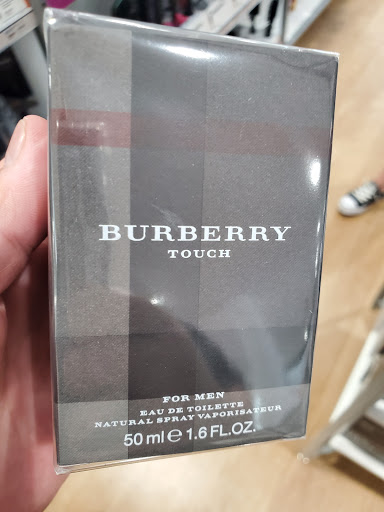 BURBERRY
TOUCH
FOR MEN
EAU DE TOILETTE
NATURAL SPRAY VAPORISATEUR
50 ml ℮ 1.6 FL.OZ.